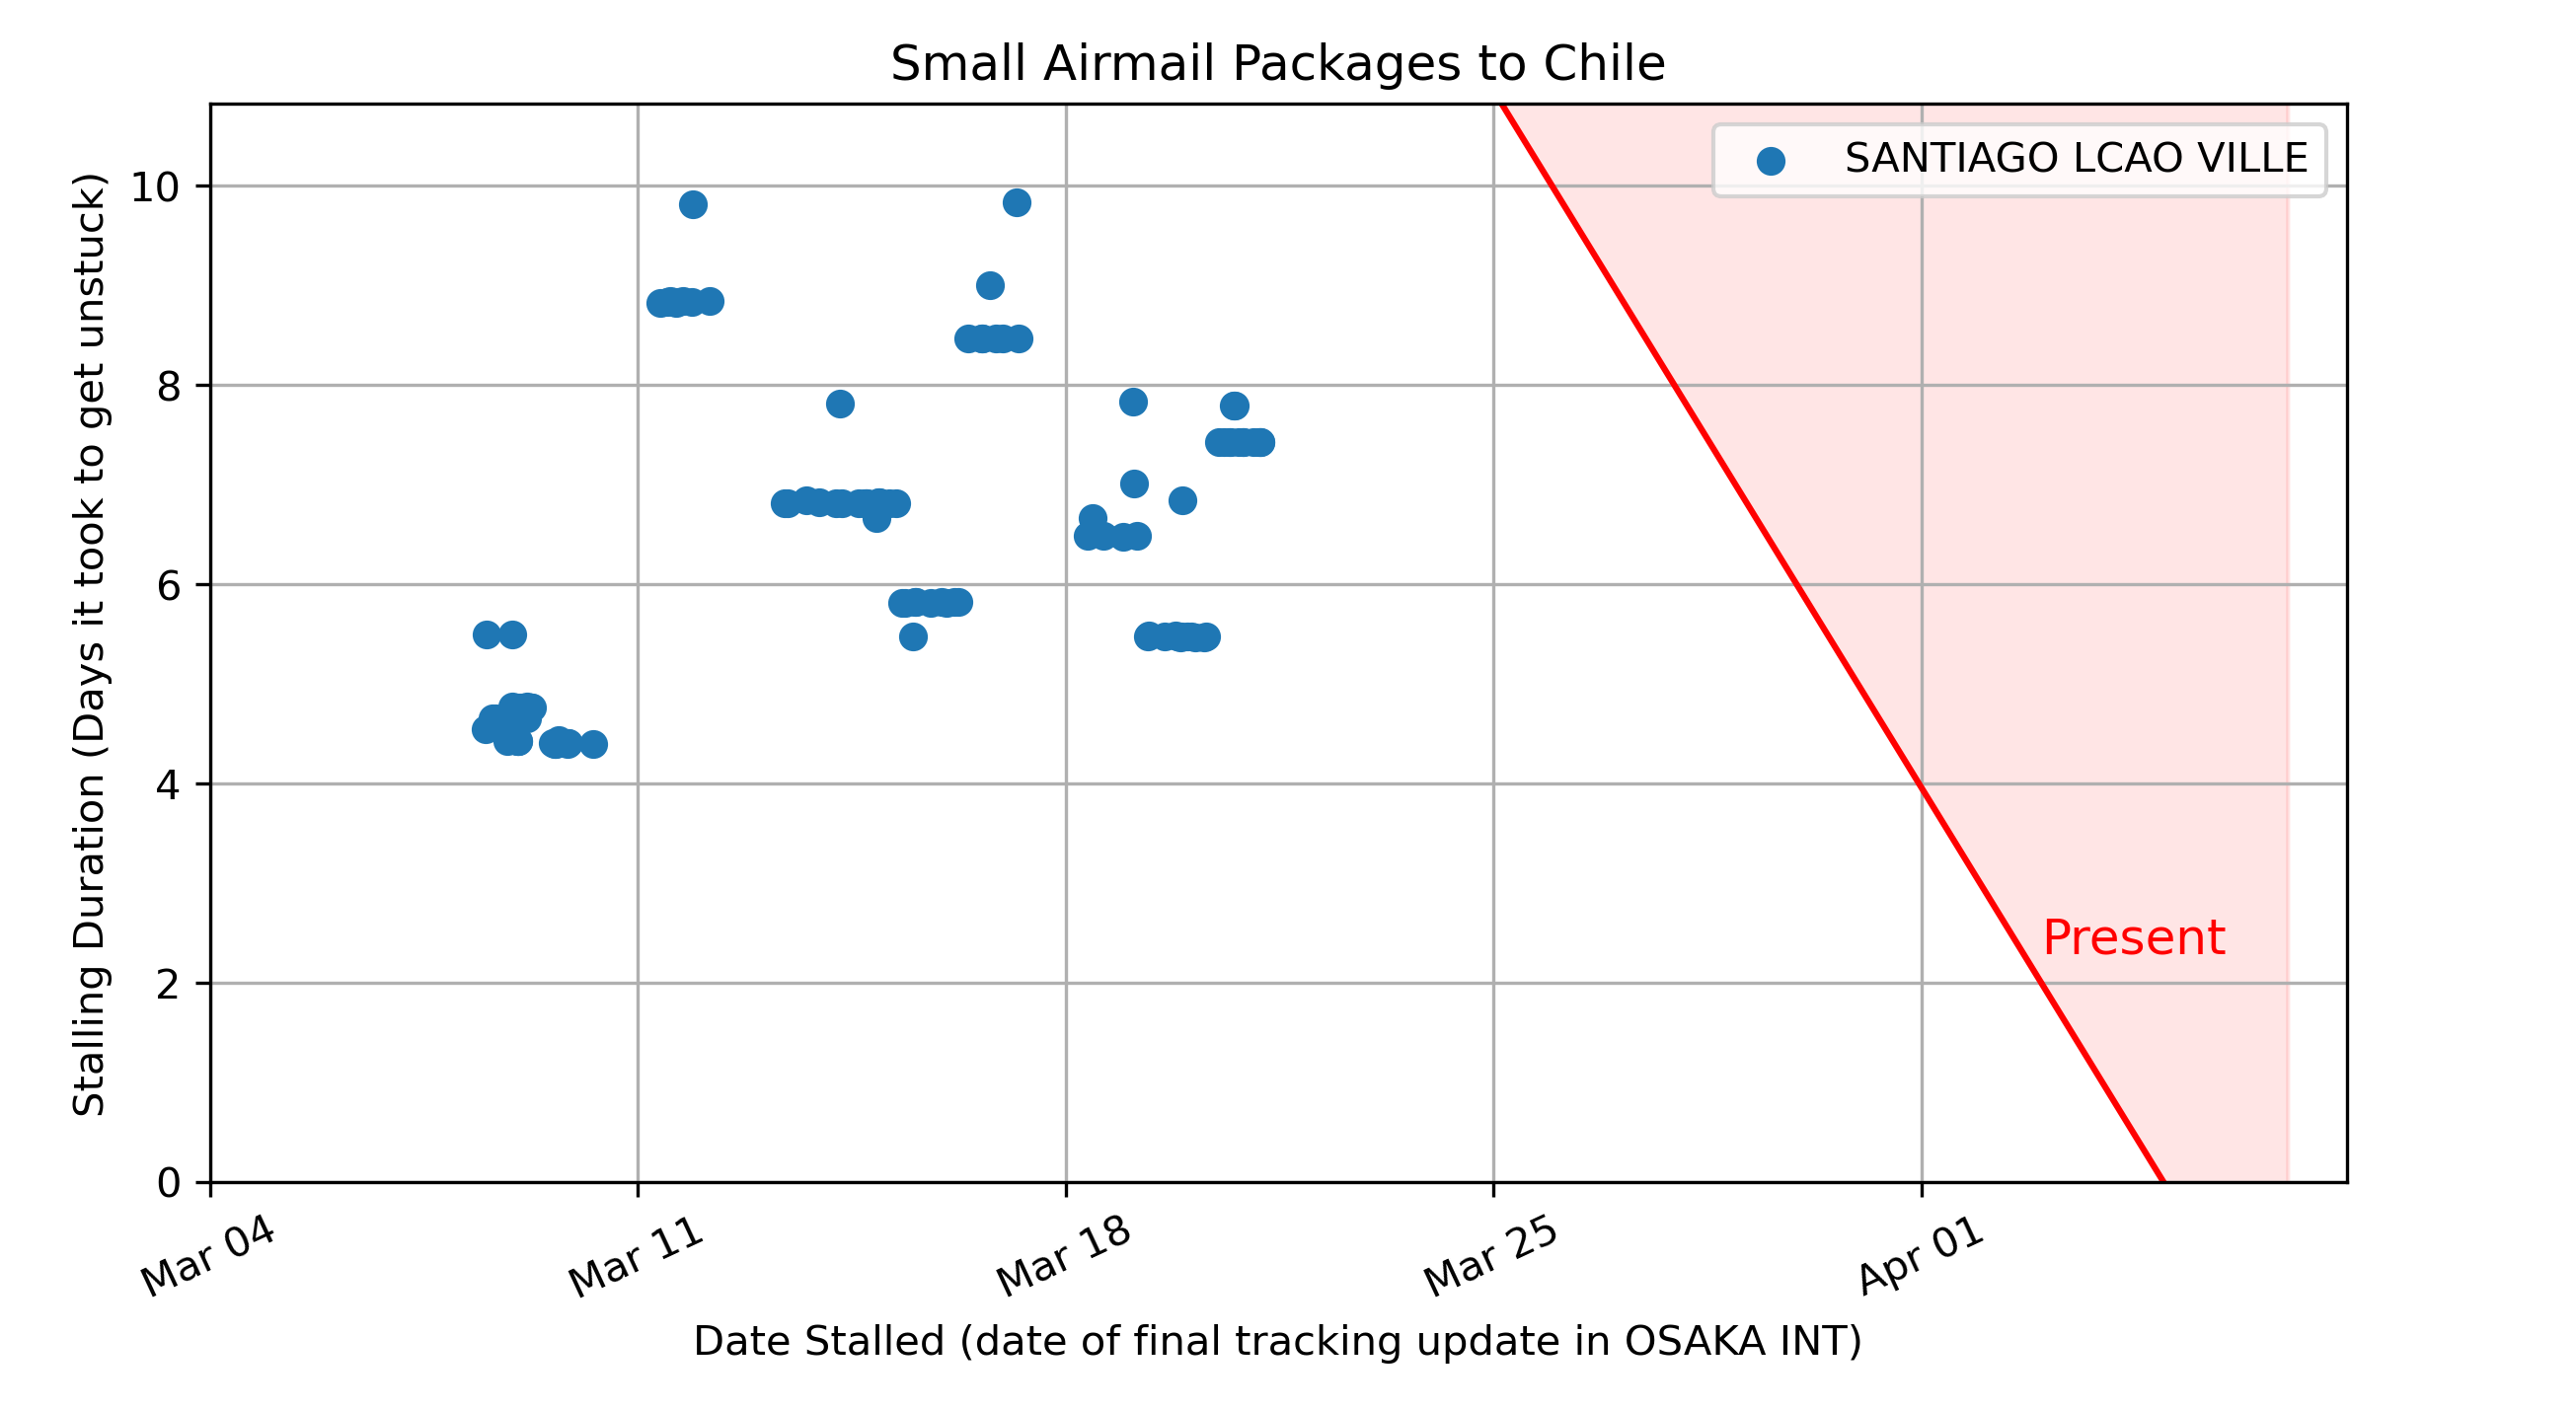 Small Airmail Packages to Chile
SANTIAGO LCAO VILLE
Stalling Duration (Days it took to get unstuck)
10
8
6
4
2
0
Present
Mar 04
Mar 11
Mar 18
Mar 25
Apr 01
Date Stalled (date of final tracking update in OSAKA INT)